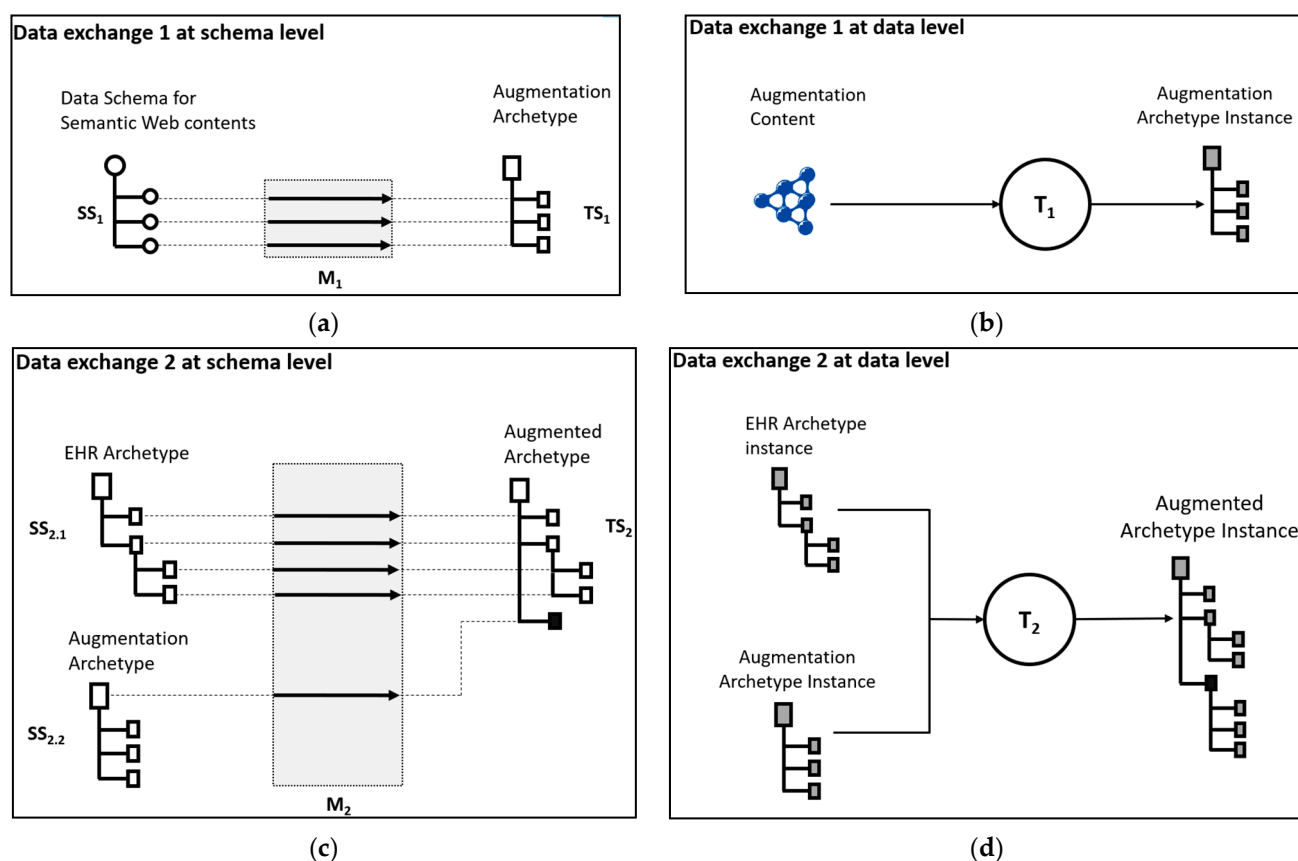 Data exchange 1 at schema level
Data Schema for
Semantic Web contents
Augmentation
Archetype
SS1
TS1
M1
(a)
Data exchange 1 at data level
Augmentation
Content
Augmentation
Archetype Instance
T1
(b)
Data exchange 2 at schema level
EHR Archetype
Augmented
Archetype
SS2.1
TS2
Augmentation
Archetype
SS2.2
M2
(c)
Data exchange 2 at data level
EHR Archetype
instance
Augmented
Archetype Instance
T2
Augmentation
Archetype Instance
(d)